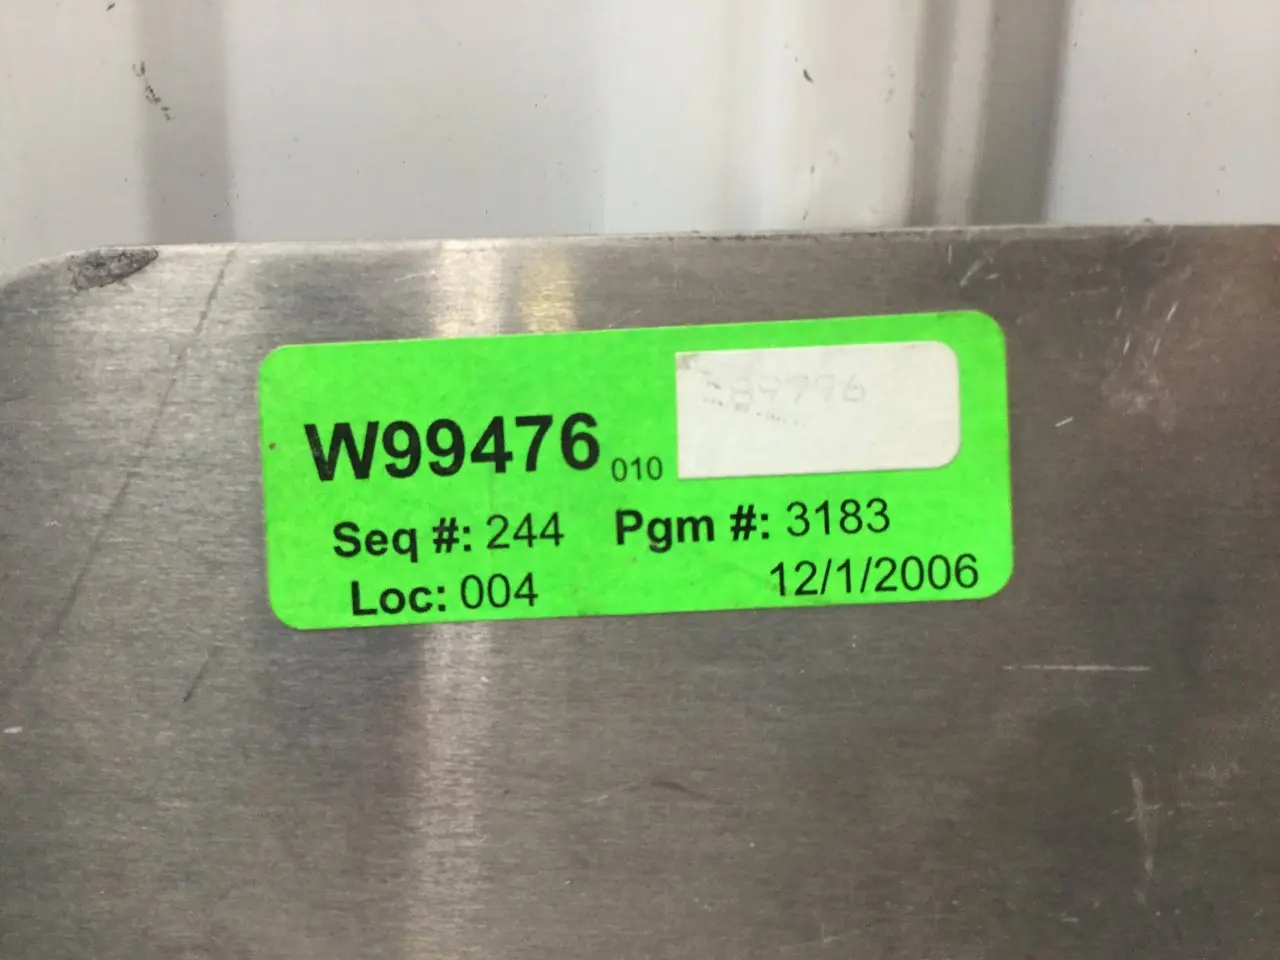 W99476 010
Seq #: 244 Pgm #: 3183
Loc: 004 12/1/2006